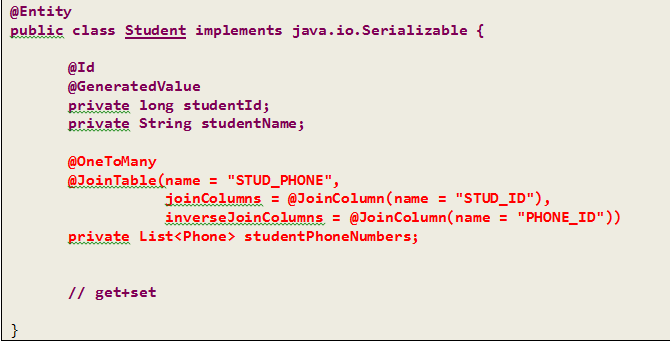 @Entity
public class Student implements java.io.Serializable {
@Id
@GeneratedValue
private long studentId;
private String studentName;
@OneToMany
@JoinTable(name = "STUD_PHONE",
joinColumns = @JoinColumn(name = "STUD_ID"),
inverseJoinColumns = @JoinColumn(name = "PHONE_ID"))
private List<Phone> studentPhoneNumbers;
// get+set
}